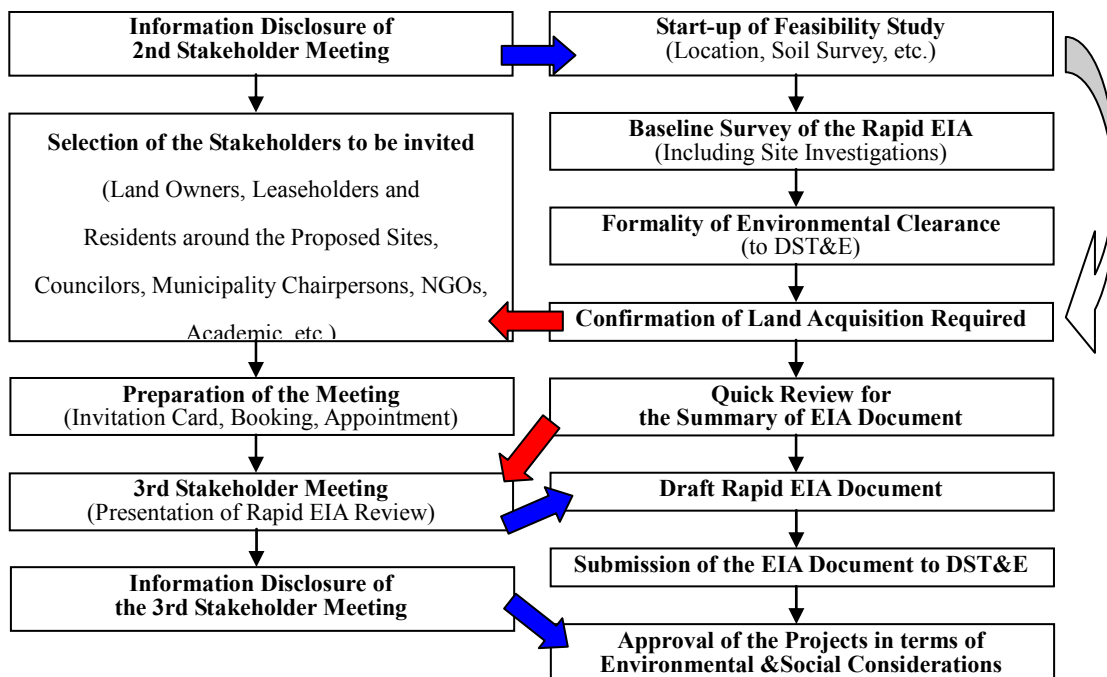 Information Disclosure of
2nd Stakeholder Meeting
Selection of the Stakeholders to be invited
(Land Owners, Leaseholders and
Residents around the Proposed Sites,
Councilors, Municipality Chairpersons, NGOs,
Academic, etc.)
Preparation of the Meeting
(Invitation Card, Booking, Appointment)
3rd Stakeholder Meeting
(Presentation of Rapid EIA Review)
Information Disclosure of
the 3rd Stakeholder Meeting
Start-up of Feasibility Study
(Location, Soil Survey, etc.)
Baseline Survey of the Rapid EIA
(Including Site Investigations)
Formality of Environmental Clearance
(to DST&E)
Confirmation of Land Acquisition Required
Quick Review for
the Summary of EIA Document
Draft Rapid EIA Document
Submission of the EIA Document to DST&E
Approval of the Projects in terms of
Environmental &Social Considerations